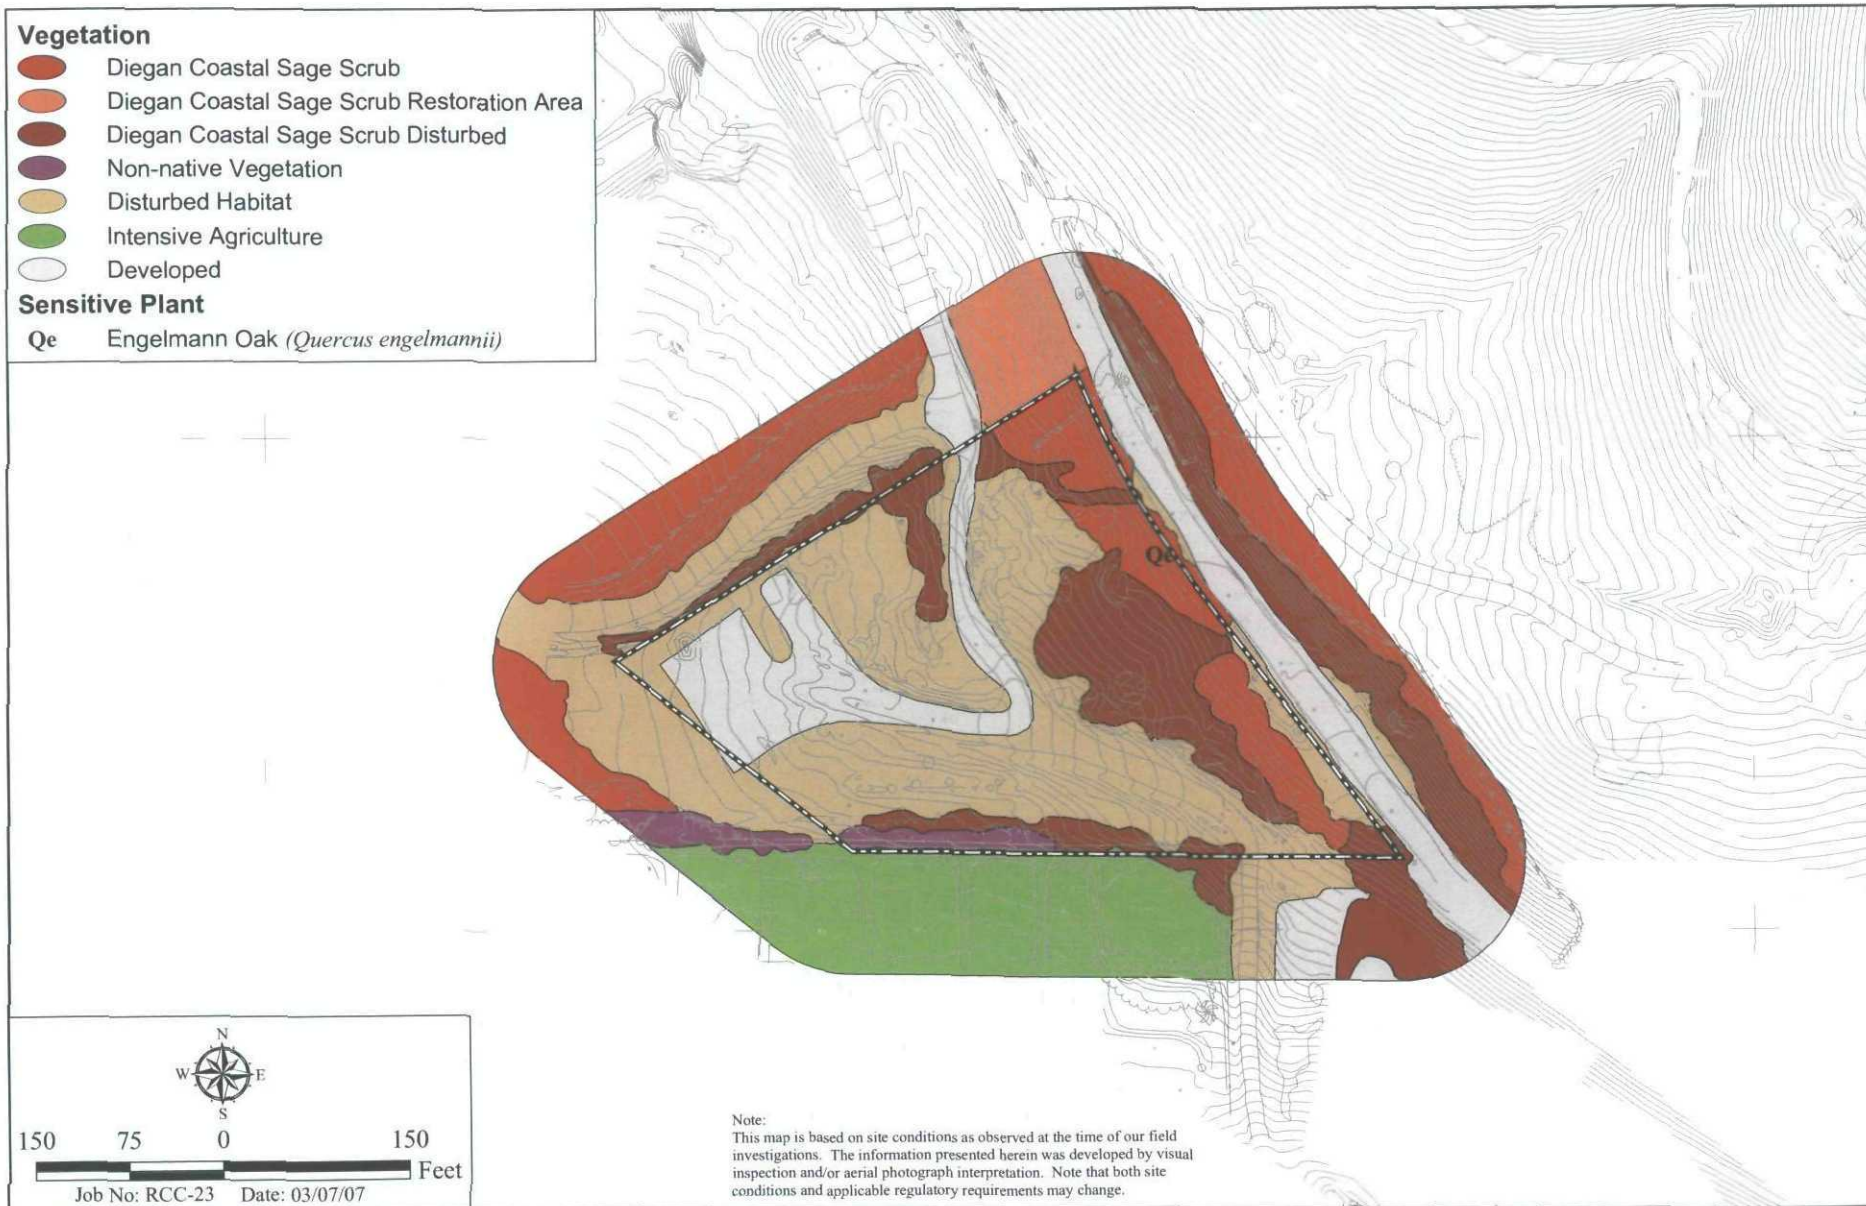 Vegetation
Diegan Coastal Sage Scrub
Diegan Coastal Sage Scrub Restoration Area
Diegan Coastal Sage Scrub Disturbed
Non-native Vegetation
Disturbed Habitat
Intensive Agriculture
Developed
Sensitive Plant
Qe Engelmann Oak (Quercus engelmannii)
Qe
N
W E
S
150 75 0 150
Feet
Job No: RCC-23 Date: 03/07/07
Note:
This map is based on site conditions as observed at the time of our field
investigations. The information presented herein was developed by visual
inspection and/or aerial photograph interpretation. Note that both site
conditions and applicable regulatory requirements may change.